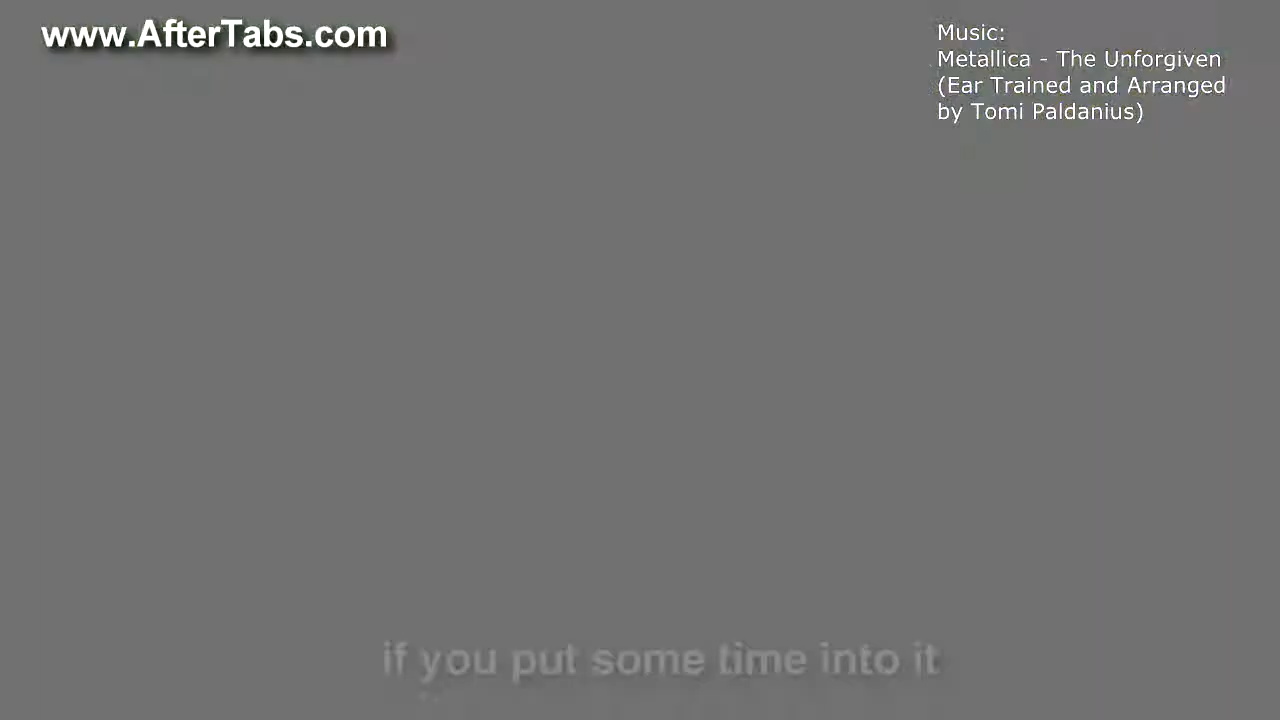 www.AfterTabs.com
Music:
Metallica - The Unforgiven
(Ear Trained and Arranged
by Tomi Paldanius)
if you put some time into it